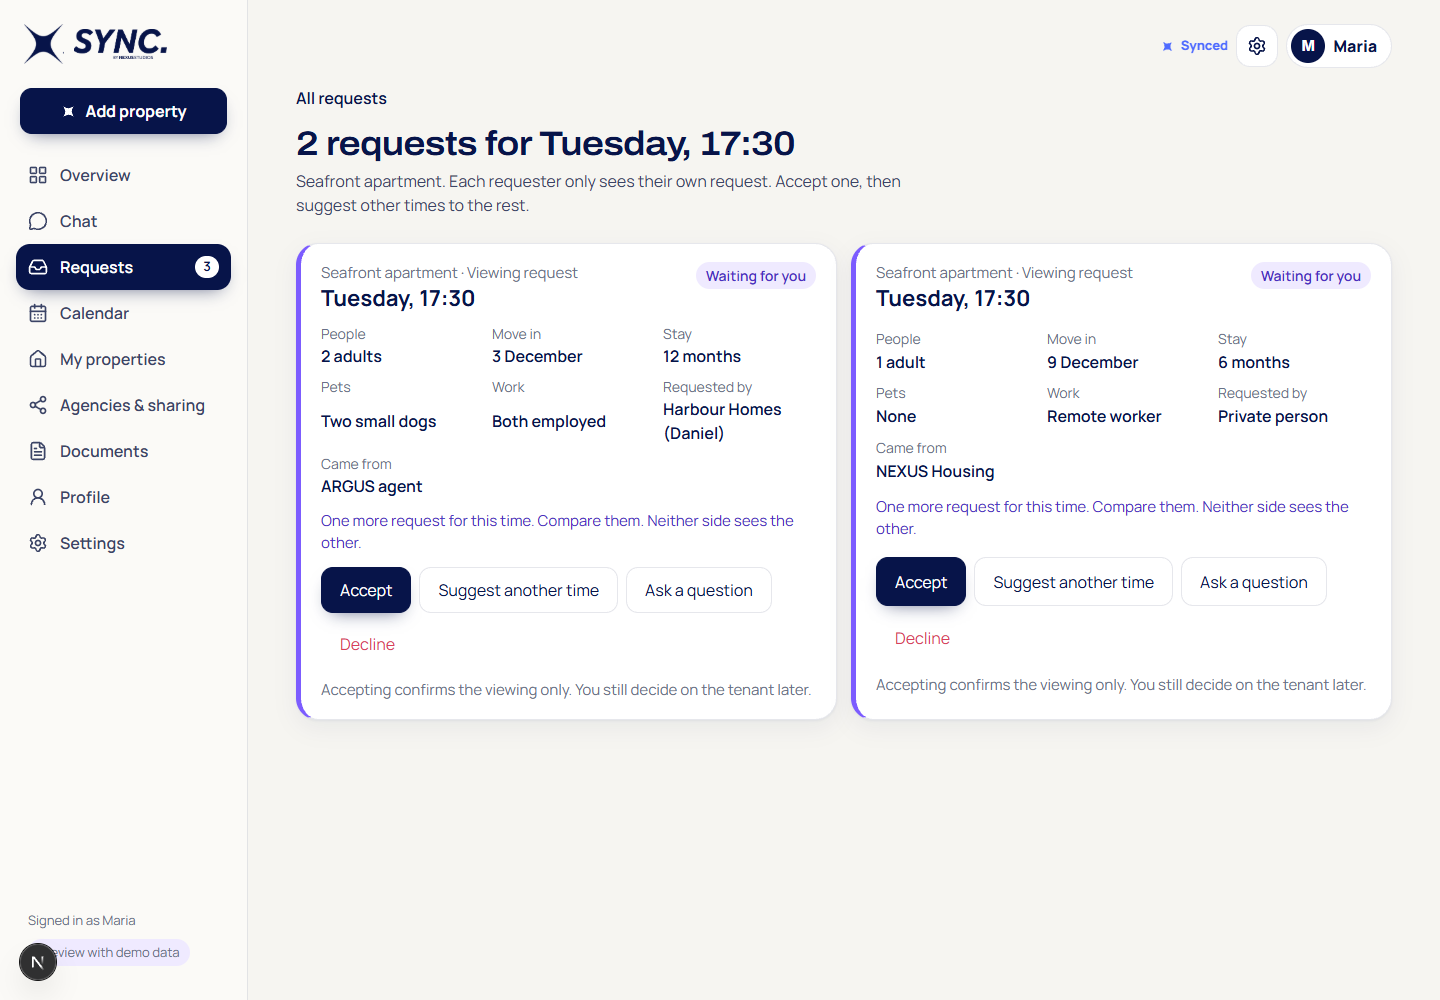 SYNC.
BY NEXUS STUDIOS
Add property
Overview
Chat
Requests 3
Calendar
My properties
Agencies & sharing
Documents
Profile
Settings
Signed in as Maria
eview with demo data
N
Synced
M Maria
All requests
2 requests for Tuesday, 17:30
Seafront apartment. Each requester only sees their own request. Accept one, then
suggest other times to the rest.
Seafront apartment · Viewing request
Waiting for you
Tuesday, 17:30
People Move in Stay
2 adults 3 December 12 months
Pets Work Requested by
Two small dogs Both employed Harbour Homes
(Daniel)
Came from
ARGUS agent
One more request for this time. Compare them. Neither side sees the
other.
Accept Suggest another time Ask a question
Decline
Accepting confirms the viewing only. You still decide on the tenant later.
Seafront apartment · Viewing request
Waiting for you
Tuesday, 17:30
People Move in Stay
1 adult 9 December 6 months
Pets Work Requested by
None Remote worker Private person
Came from
NEXUS Housing
One more request for this time. Compare them. Neither side sees the
other.
Accept Suggest another time Ask a question
Decline
Accepting confirms the viewing only. You still decide on the tenant later.